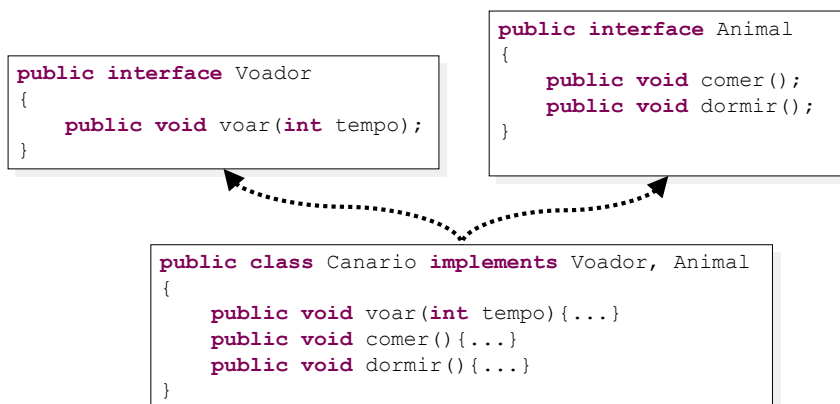 public interface Voador
{
    public void voar(int tempo);
}
public interface Animal
{
    public void comer();
    public void dormir();
}
public class Canario implements Voador, Animal
{
    public void voar(int tempo){...}
    public void comer(){...}
    public void dormir(){...}
}